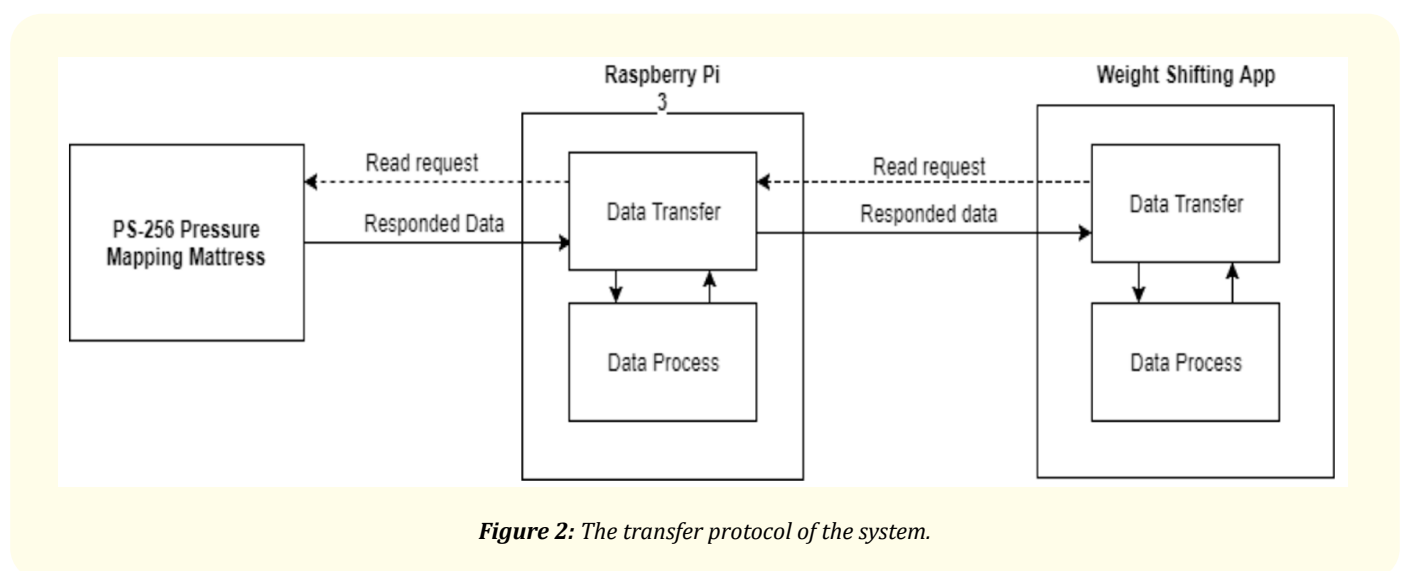 Raspberry Pi
3
Weight Shifting App
PS-256 Pressure
Mapping Mattress
Read request
Responded Data
Data Transfer
Data Process
Read request
Responded data
Data Transfer
Data Process
Figure 2: The transfer protocol of the system.